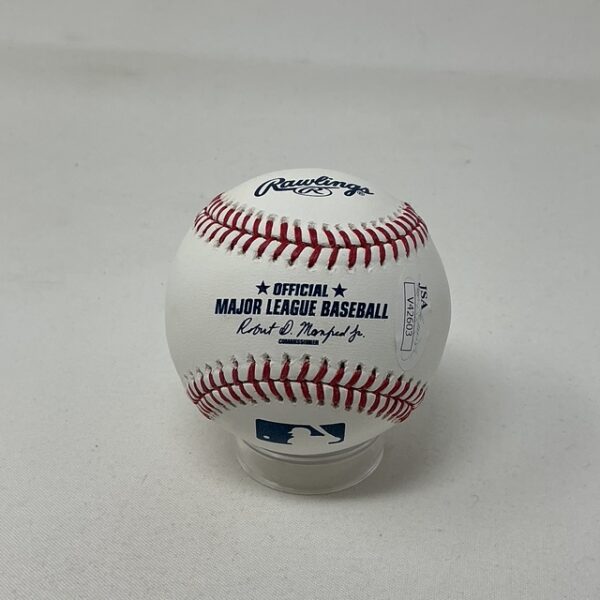 Rawlings
R
★ OFFICIAL ★
MAJOR LEAGUE BASEBALL
Robert D. Manfred Jr.
COMMISSIONER
JSA
V42603